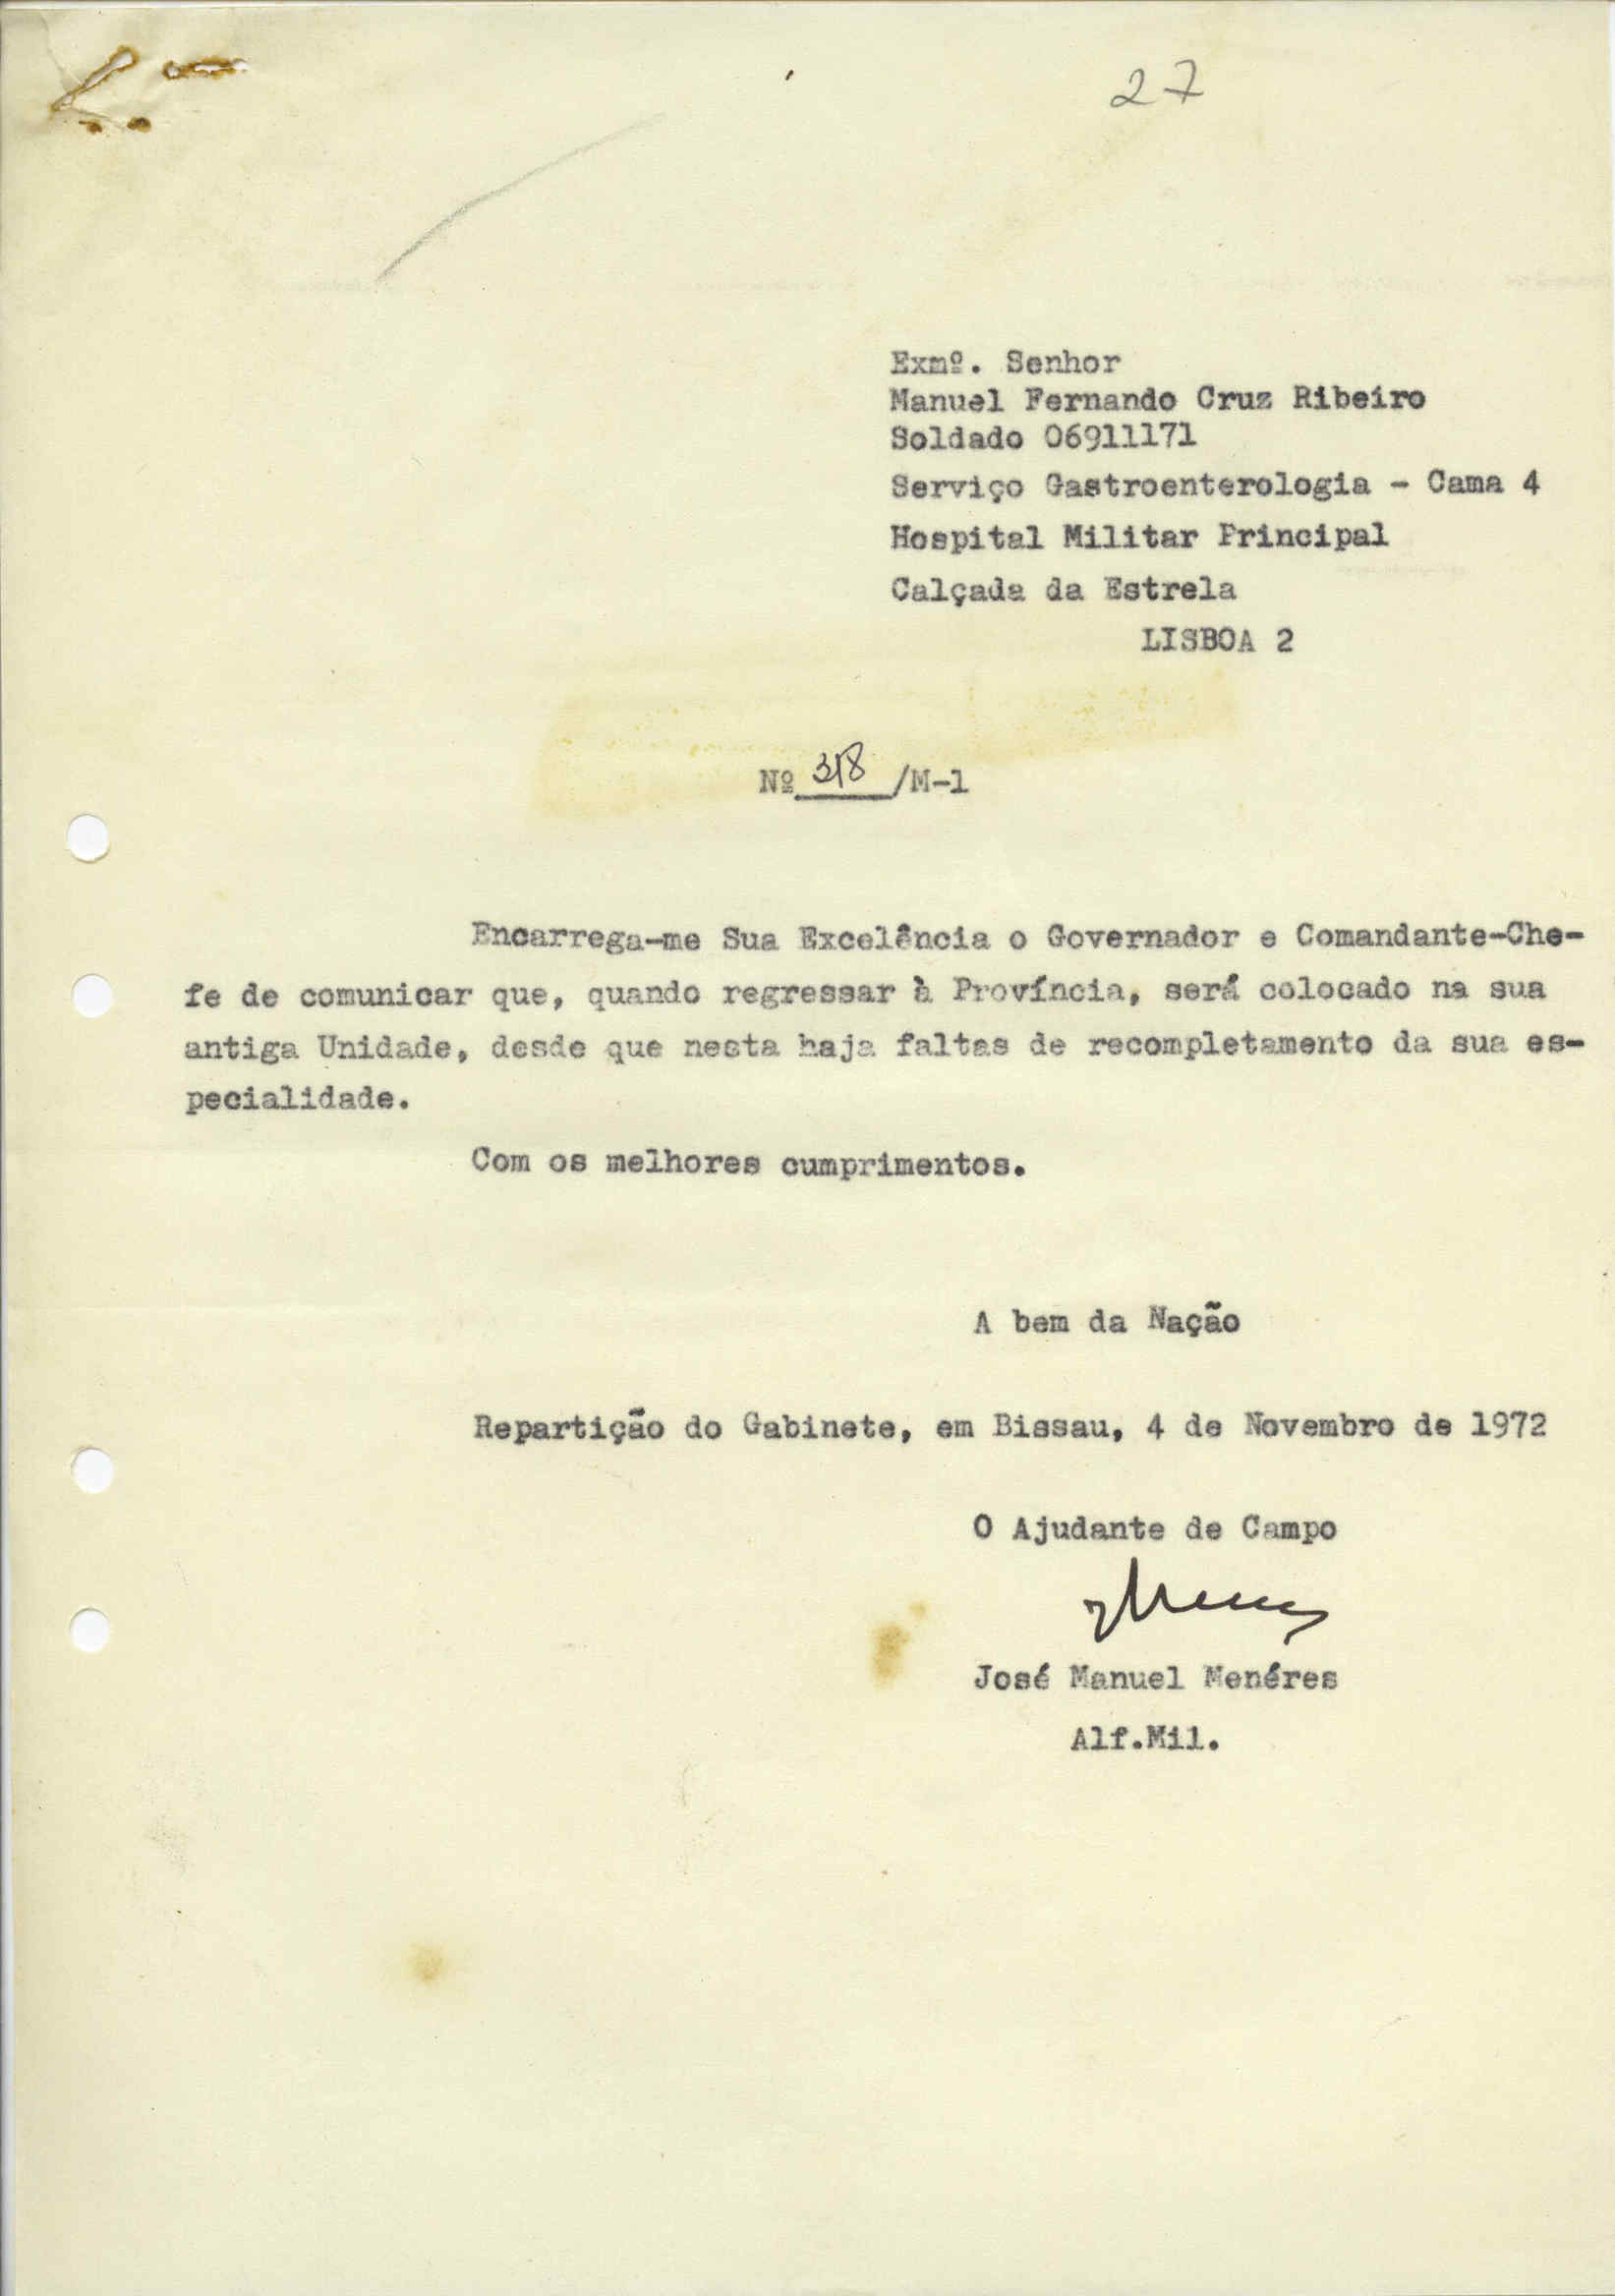 27
Exmº. Senhor
Manuel Fernando Cruz Ribeiro
Soldado 06911171
Serviço Gastroenterologia - Cama 4
Hospital Militar Principal
Calçada da Estrela
LISBOA 2
Nº 318 /M-1
Encarrega-me Sua Excelência o Governador e Comandante-Che-
fe de comunicar que, quando regressar à Província, será colocado na sua
antiga Unidade, desde que nesta haja faltas de recompletamento da sua es-
pecialidade.
Com os melhores cumprimentos.
A bem da Nação
Repartição do Gabinete, em Bissau, 4 de Novembro de 1972
O Ajudante de Campo
José Manuel Menéres
Alf.Mil.